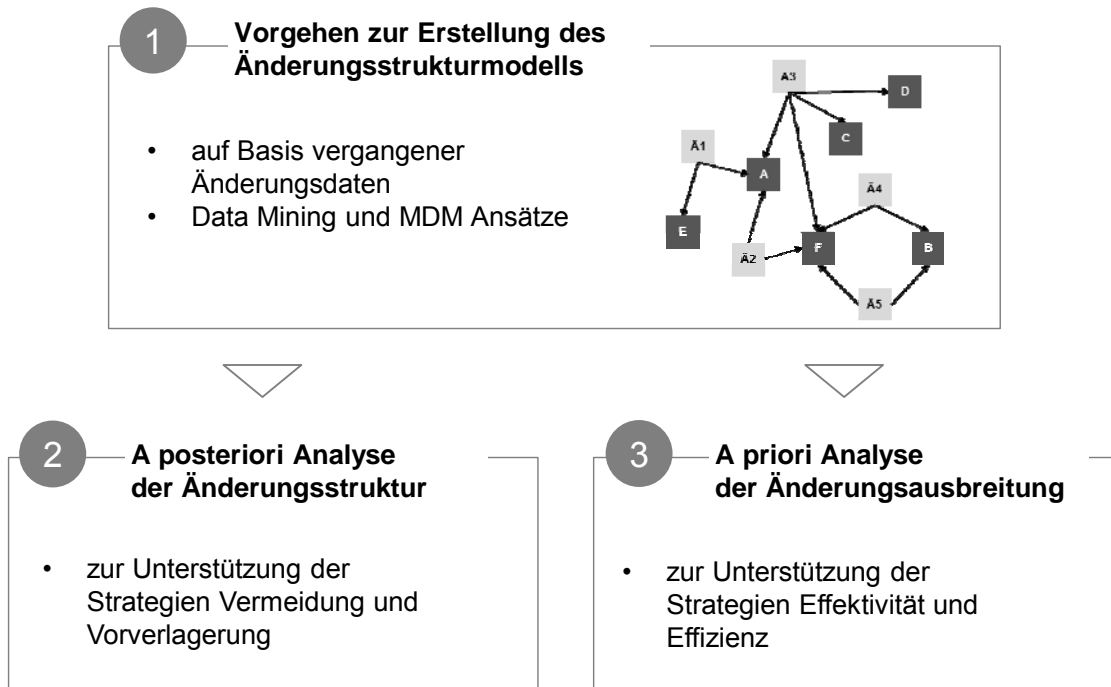 1
Vorgehen zur Erstellung des
Änderungsstrukturmodells
• auf Basis vergangener
Änderungsdaten
• Data Mining und MDM Ansätze
Ä3
D
C
Ä1
A
Ä4
E
Ä2
F
B
Ä5
2
A posteriori Analyse
der Änderungsstruktur
• zur Unterstützung der
Strategien Vermeidung und
Vorverlagerung
3
A priori Analyse
der Änderungsausbreitung
• zur Unterstützung der
Strategien Effektivität und
Effizienz